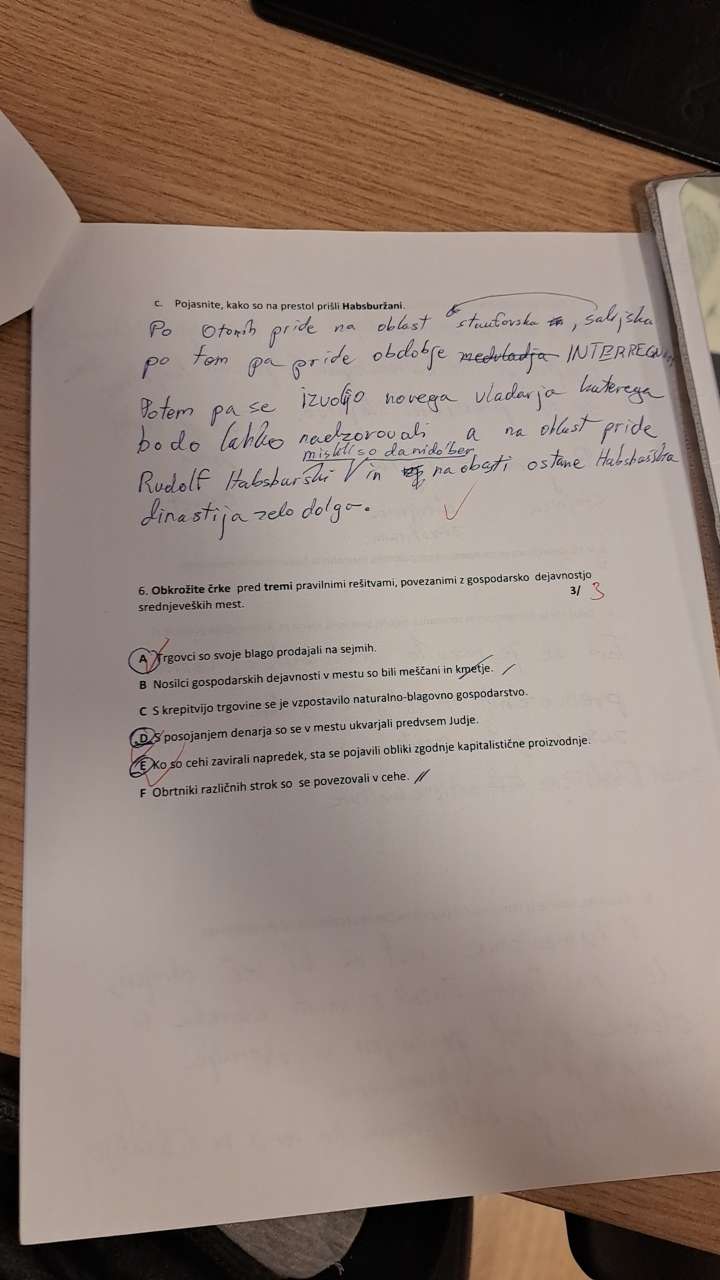 c. Pojasnite, kako so na prestol prišli Habsburžani.
Po Otonih pride na oblast štaufovska, salijska
po tem pa pride obdobje medvladja INTERREGNUM
Potem pa se izvolijo novega vladarja katerega
bodo lahko nadzorovali a na oblast pride
mislili so da ni dober
Rudolf Habsburški in na obasti ostane Habsburška
dinastija zelo dolgo.
6. Obkrožite črke pred tremi pravilnimi rešitvami, povezanimi z gospodarsko dejavnostjo
srednjeveških mest.
3/ 3
A Trgovci so svoje blago prodajali na sejmih.
B Nosilci gospodarskih dejavnosti v mestu so bili meščani in kmetje.
C S krepitvijo trgovine se je vzpostavilo naturalno-blagovno gospodarstvo.
D S posojanjem denarja so se v mestu ukvarjali predvsem Judje.
E Ko so cehi zavirali napredek, sta se pojavili obliki zgodnje kapitalistične proizvodnje.
F Obrtniki različnih strok so se povezovali v cehe.